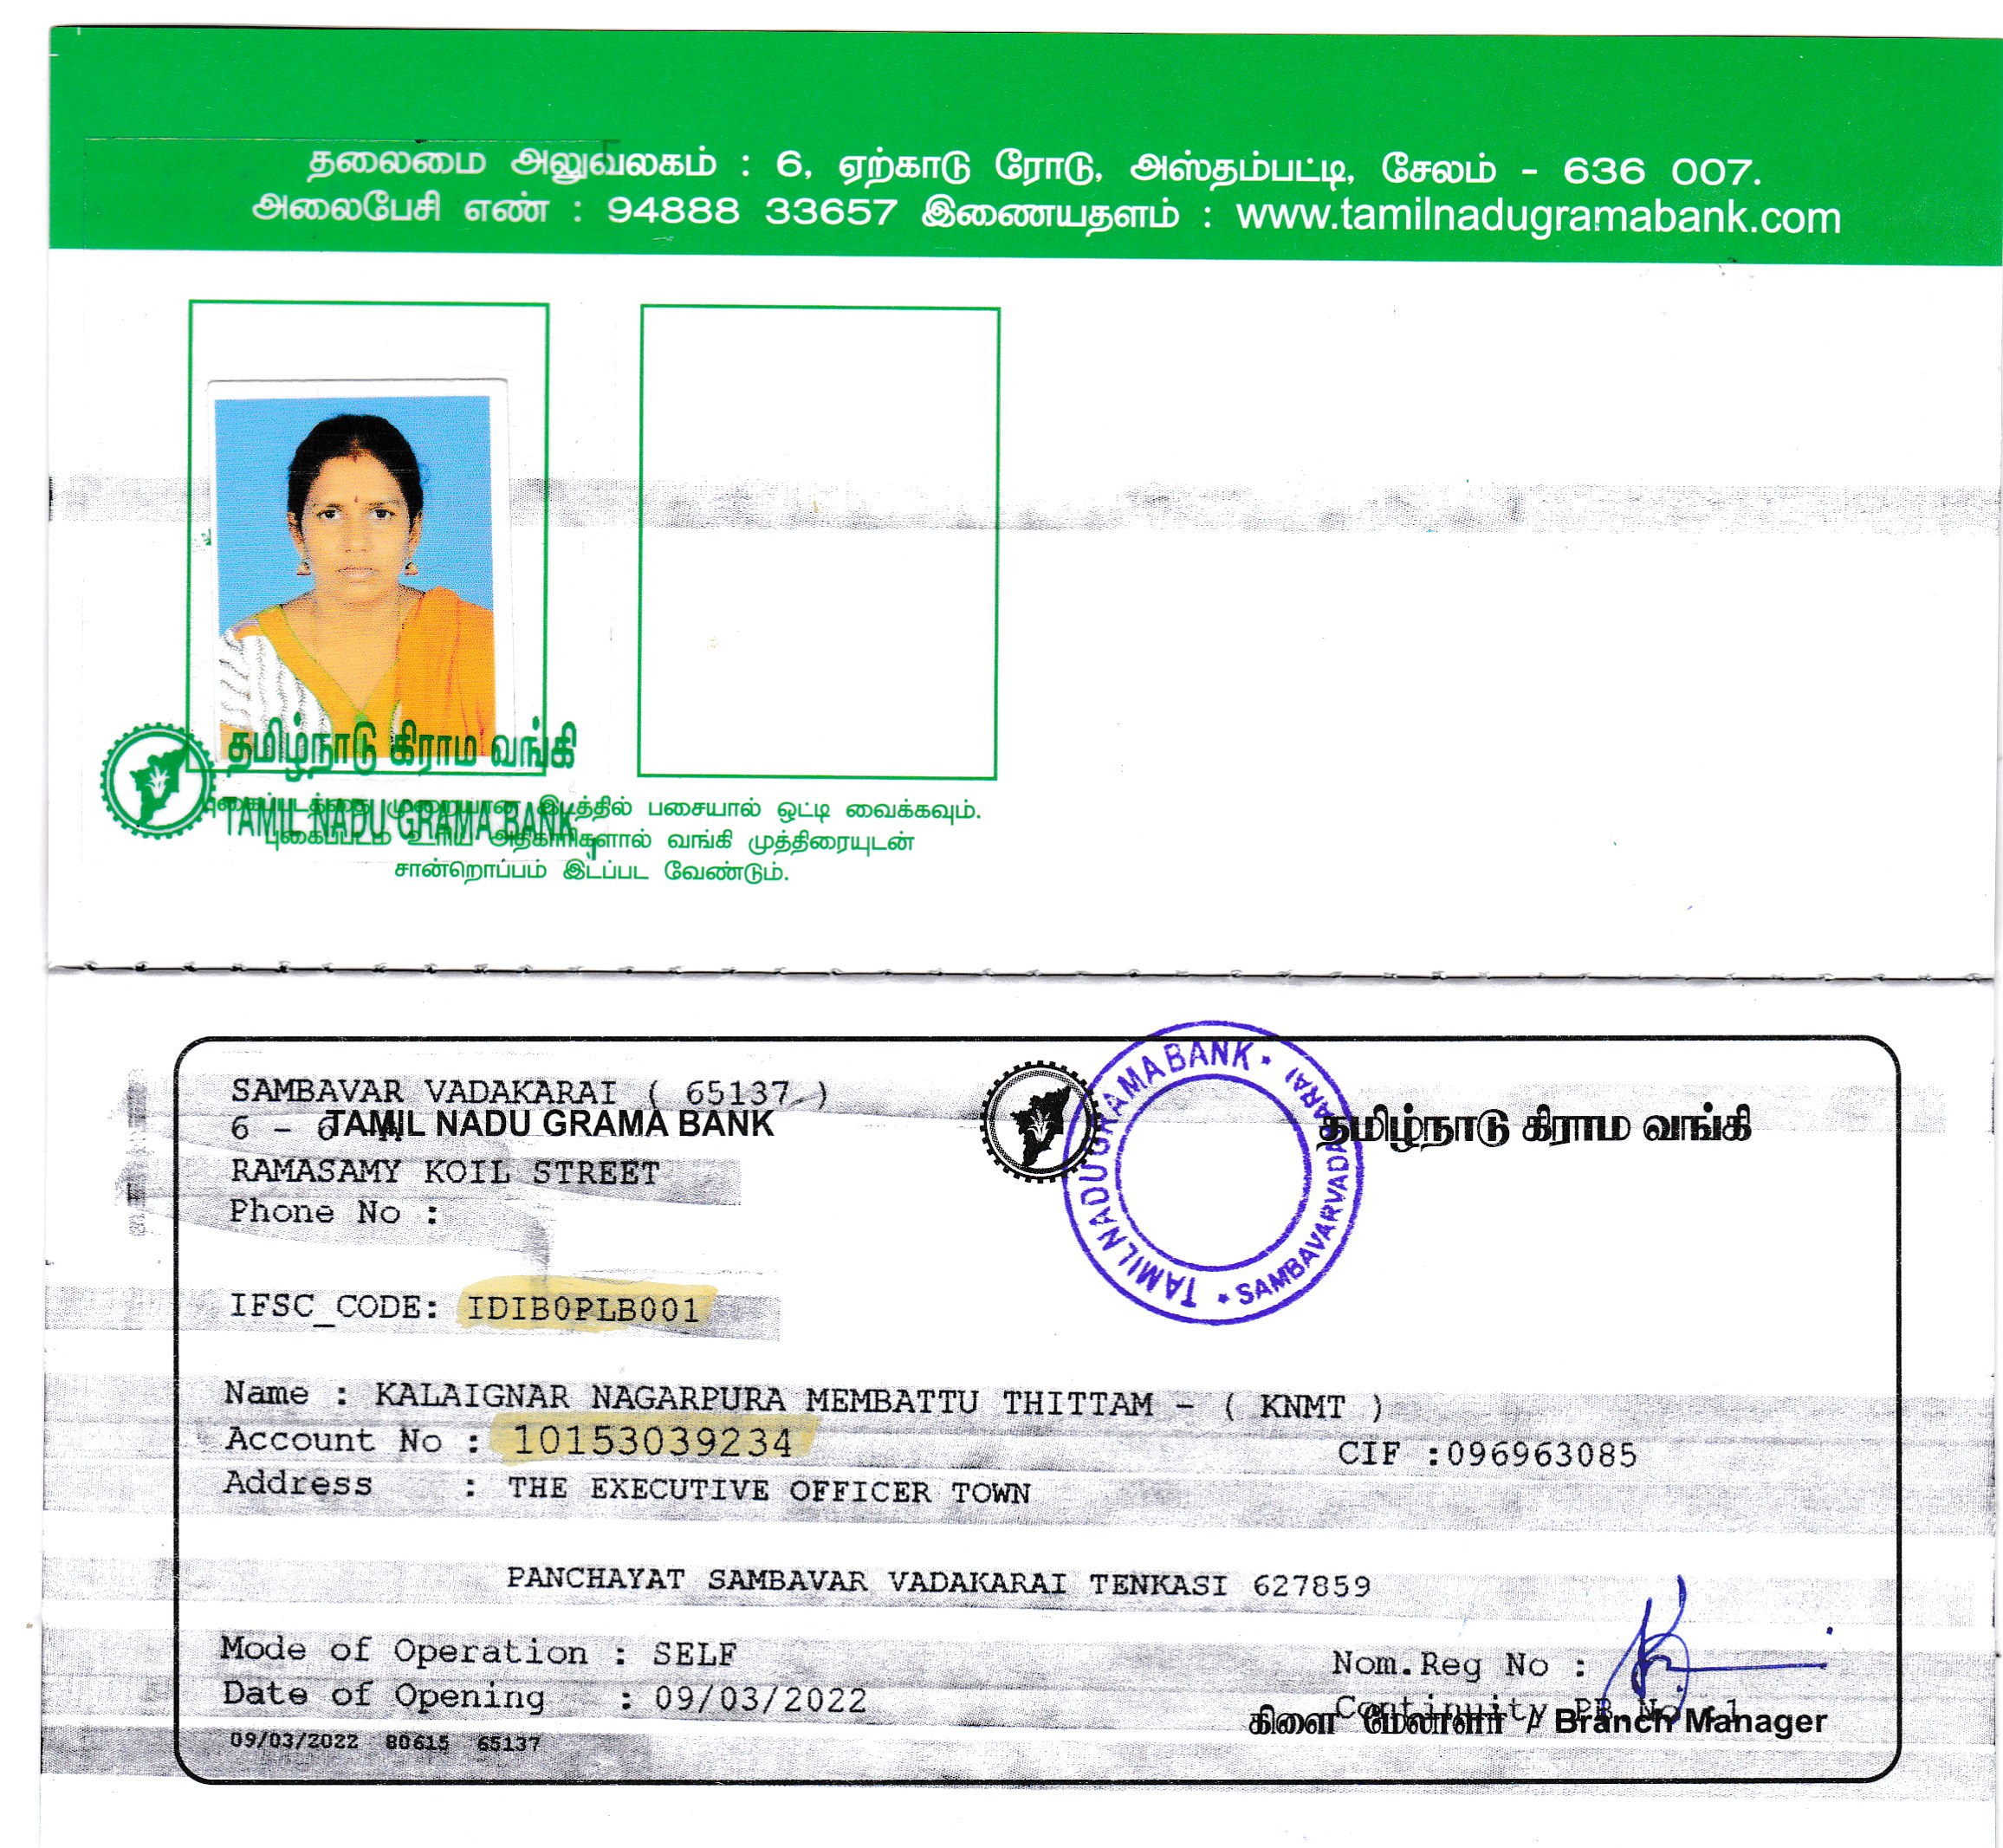 தலைமை அலுவலகம் : 6, ஏற்காடு ரோடு, அஸ்தம்பட்டி, சேலம் - 636 007.
அலைபேசி எண் : 94888 33657 இணையதளம் : www.tamilnadugramabank.com
தமிழ்நாடு கிராம வங்கி
TAMIL NADU GRAMA BANK
புகைப்படத்தை முறையான இடத்தில் பசையால் ஒட்டி வைக்கவும்.
புகைப்படம் உரிய அதிகாரிகளால் வங்கி முத்திரையுடன்
சான்றொப்பம் இடப்பட வேண்டும்.
SAMBAVAR VADAKARAI ( 65137 )
6 - 6
TAMIL NADU GRAMA BANK
தமிழ்நாடு கிராம வங்கி
TAMILNADU GRAMA BANK
SAMBAVARVADAKARAI
RAMASAMY KOIL STREET
Phone No :
IFSC_CODE: IDIB0PLB001
Name : KALAIGNAR NAGARPURA MEMBATTU THITTAM - ( KNMT )
Account No : 10153039234 CIF :096963085
Address : THE EXECUTIVE OFFICER TOWN
PANCHAYAT SAMBAVAR VADAKARAI TENKASI 627859
Mode of Operation : SELF Nom.Reg No :
Date of Opening : 09/03/2022 Continuity PB No :1
கிளை மேலாளர் / Branch Manager
09/03/2022 80615 65137